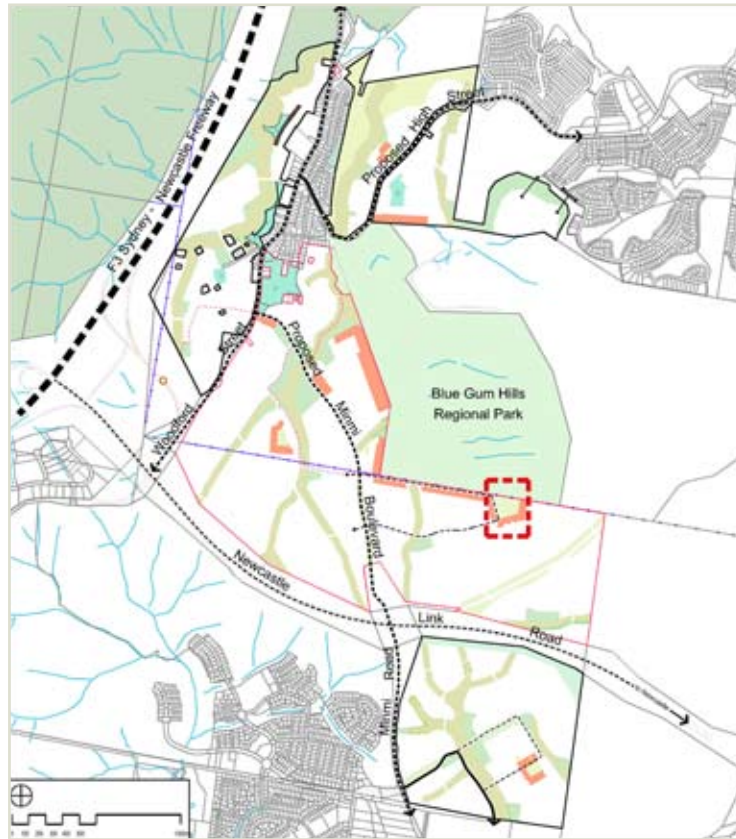 Proposed High Street
F3 Sydney - Newcastle Freeway
Woodford Street
Proposed Minmi Boulevard
Blue Gum Hills
Regional Park
Newcastle Link Road
Minmi Road